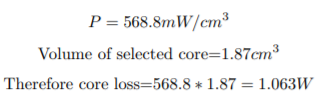 P = 568.8mW/cm³
Volume of selected core=1.87cm³
Therefore core loss=568.8 * 1.87 = 1.063W